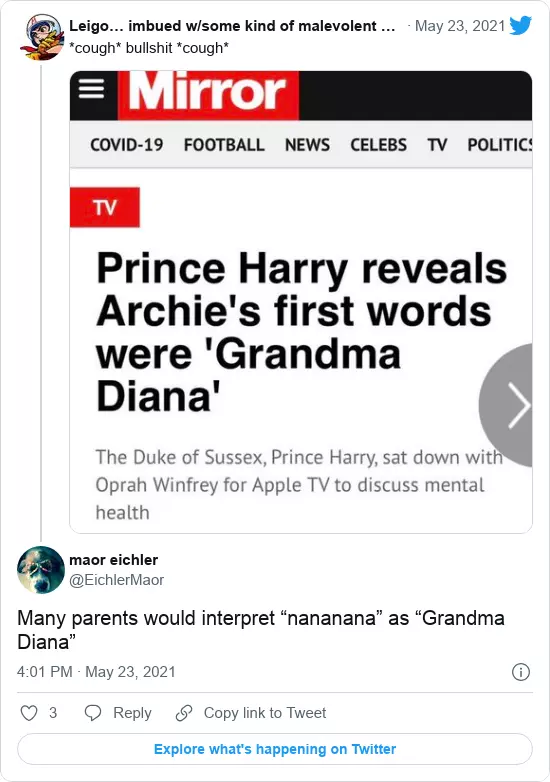 Leigo… imbued w/some kind of malevolent … · May 23, 2021
*cough* bullshit *cough*
Mirror
COVID-19 FOOTBALL NEWS CELEBS TV POLITICS
TV
Prince Harry reveals
Archie's first words
were 'Grandma
Diana'
The Duke of Sussex, Prince Harry, sat down with
Oprah Winfrey for Apple TV to discuss mental
health
maor eichler
@EichlerMaor
Many parents would interpret “nananana” as “Grandma
Diana”
4:01 PM · May 23, 2021
3 Reply Copy link to Tweet
Explore what's happening on Twitter